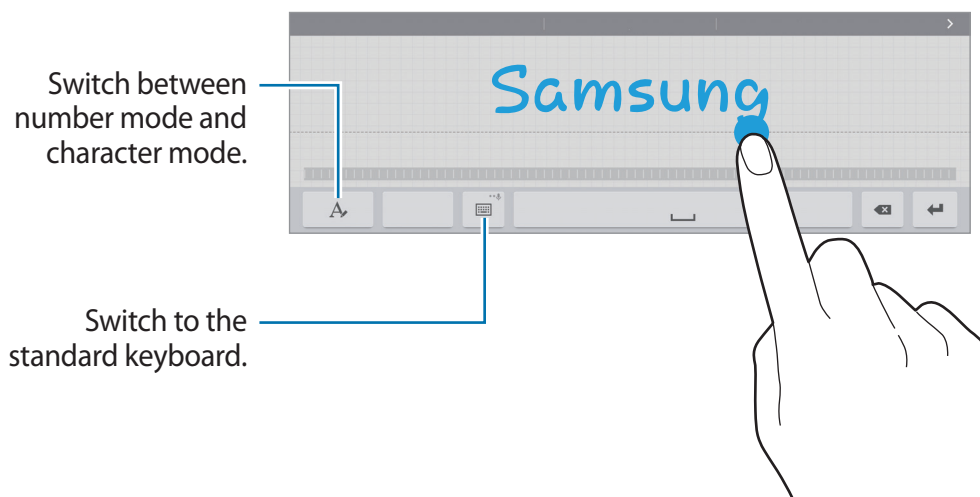 Samsung
Switch between
number mode and
character mode.
A
Switch to the
standard keyboard.